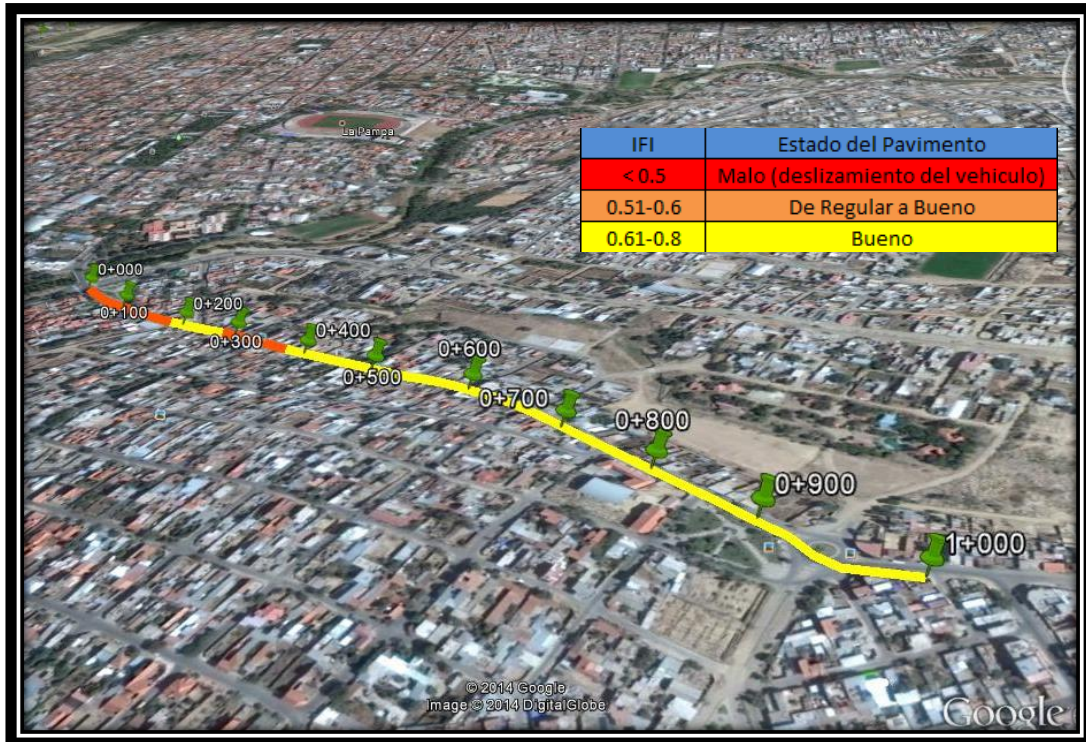 La Pampa
IFI Estado del Pavimento
< 0.5 Malo (deslizamiento del vehiculo)
0.51-0.6 De Regular a Bueno
0.61-0.8 Bueno
0+000
0+100
0+200
0+300
0+400
0+500
0+600
0+700
0+800
0+900
1+000
© 2014 Google
Image © 2014 DigitalGlobe
Google